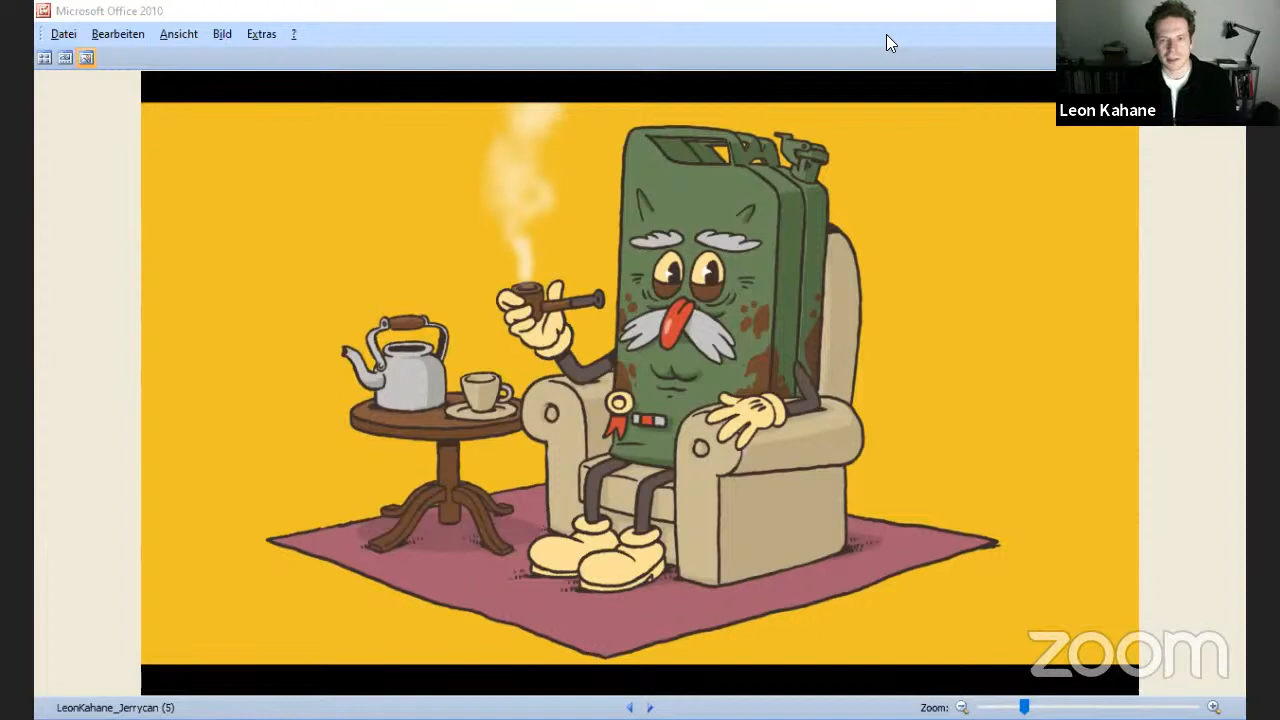 Microsoft Office 2010
Datei Bearbeiten Ansicht Bild Extras ?
Leon Kahane
zoom
LeonKahane_Jerrycan (5)
Zoom: